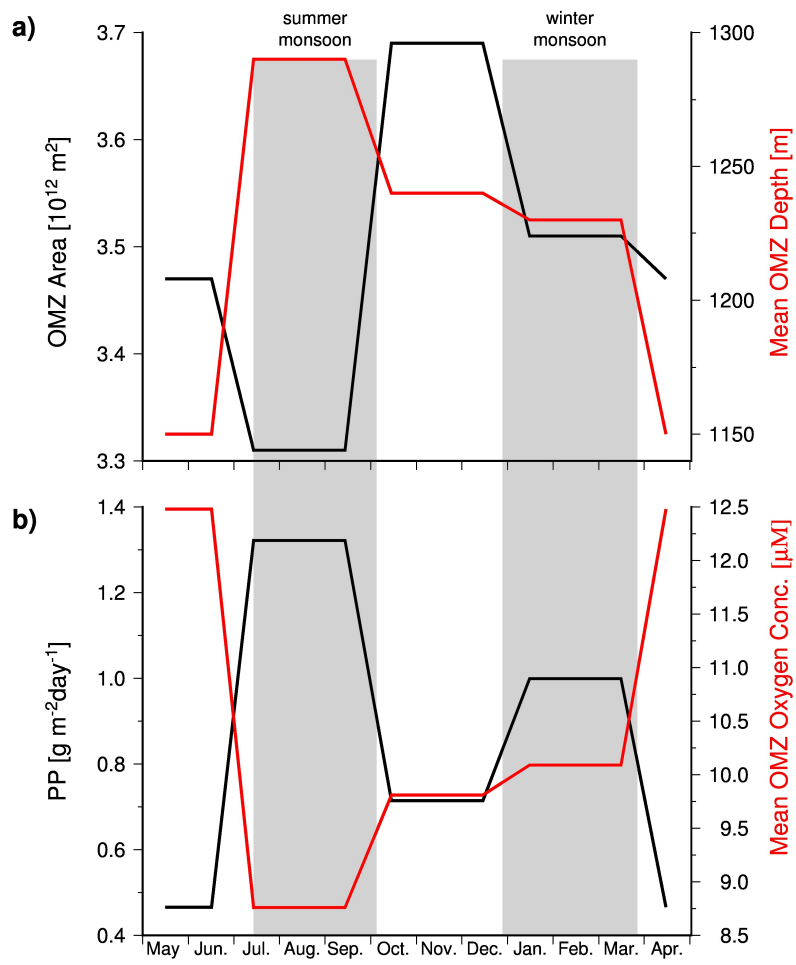 summer winter
a) 3.7 monsoon monsoon 1300
3.6
1250
3.5
1200
3.4
1150
3.3
OMZ Area [10¹² m²]
Mean OMZ Depth [m]
b) 1.4 12.5
12.0
1.2
11.5
11.0
1.0
10.5
0.8 10.0
9.5
0.6
9.0
0.4 8.5
PP [g m⁻²day⁻¹]
Mean OMZ Oxygen Conc. [µM]
May Jun. Jul. Aug. Sep. Oct. Nov. Dec. Jan. Feb. Mar. Apr.